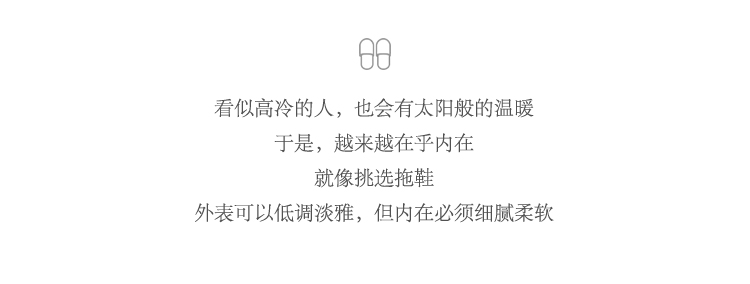 看似高冷的人，也会有太阳般的温暖
于是，越来越在乎内在
就像挑选拖鞋
外表可以低调淡雅，但内在必须细腻柔软